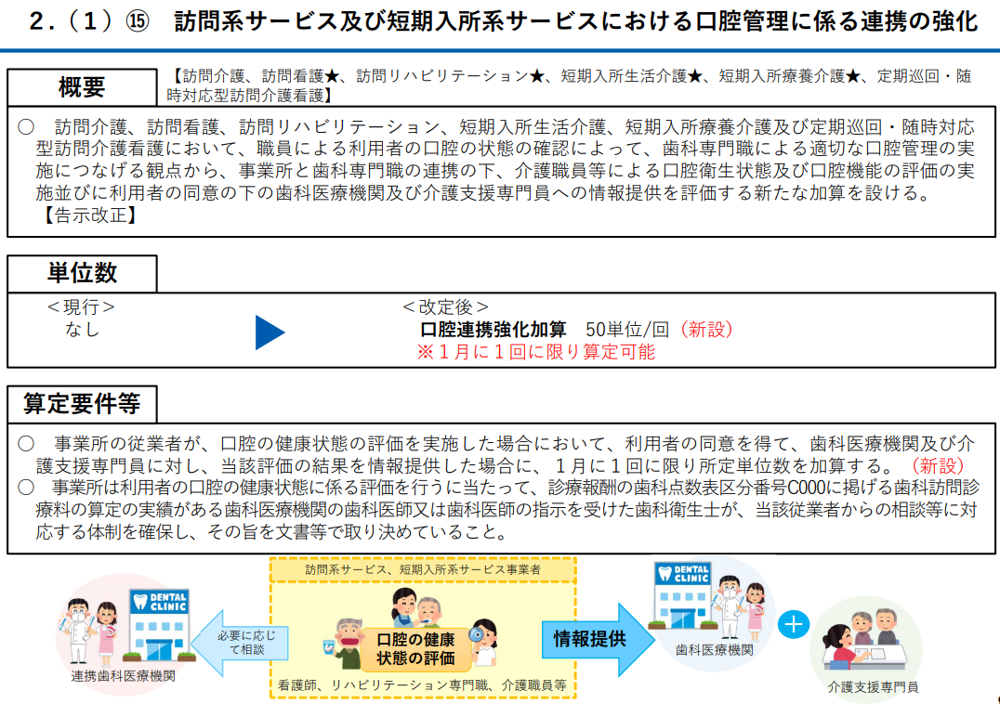 ２．（１）⑮　訪問系サービス及び短期入所系サービスにおける口腔管理に係る連携の強化
概要
【訪問介護、訪問看護★、訪問リハビリテーション★、短期入所生活介護★、短期入所療養介護★、定期巡回・随
時対応型訪問介護看護】
○　訪問介護、訪問看護、訪問リハビリテーション、短期入所生活介護、短期入所療養介護及び定期巡回・随時対応
型訪問介護看護において、職員による利用者の口腔の状態の確認によって、歯科専門職による適切な口腔管理の実
施につなげる観点から、事業所と歯科専門職の連携の下、介護職員等による口腔衛生状態及び口腔機能の評価の実
施並びに利用者の同意の下の歯科医療機関及び介護支援専門員への情報提供を評価する新たな加算を設ける。
【告示改正】
単位数
＜現行＞
なし
＜改定後＞
口腔連携強化加算　50単位/回（新設）
※１月に１回に限り算定可能
算定要件等
○　事業所の従業者が、口腔の健康状態の評価を実施した場合において、利用者の同意を得て、歯科医療機関及び介
護支援専門員に対し、当該評価の結果を情報提供した場合に、１月に１回に限り所定単位数を加算する。（新設）
○　事業所は利用者の口腔の健康状態に係る評価を行うに当たって、診療報酬の歯科点数表区分番号C000に掲げる歯科訪問診
療料の算定の実績がある歯科医療機関の歯科医師又は歯科医師の指示を受けた歯科衛生士が、当該従業者からの相談等に対
応する体制を確保し、その旨を文書等で取り決めていること。
訪問系サービス、短期入所系サービス事業者
DENTAL
CLINIC
連携歯科医療機関
必要に応じ
て相談
口腔の健康
状態の評価
看護師、リハビリテーション専門職、介護職員等
情報提供
DENTAL
CLINIC
歯科医療機関
介護支援専門員